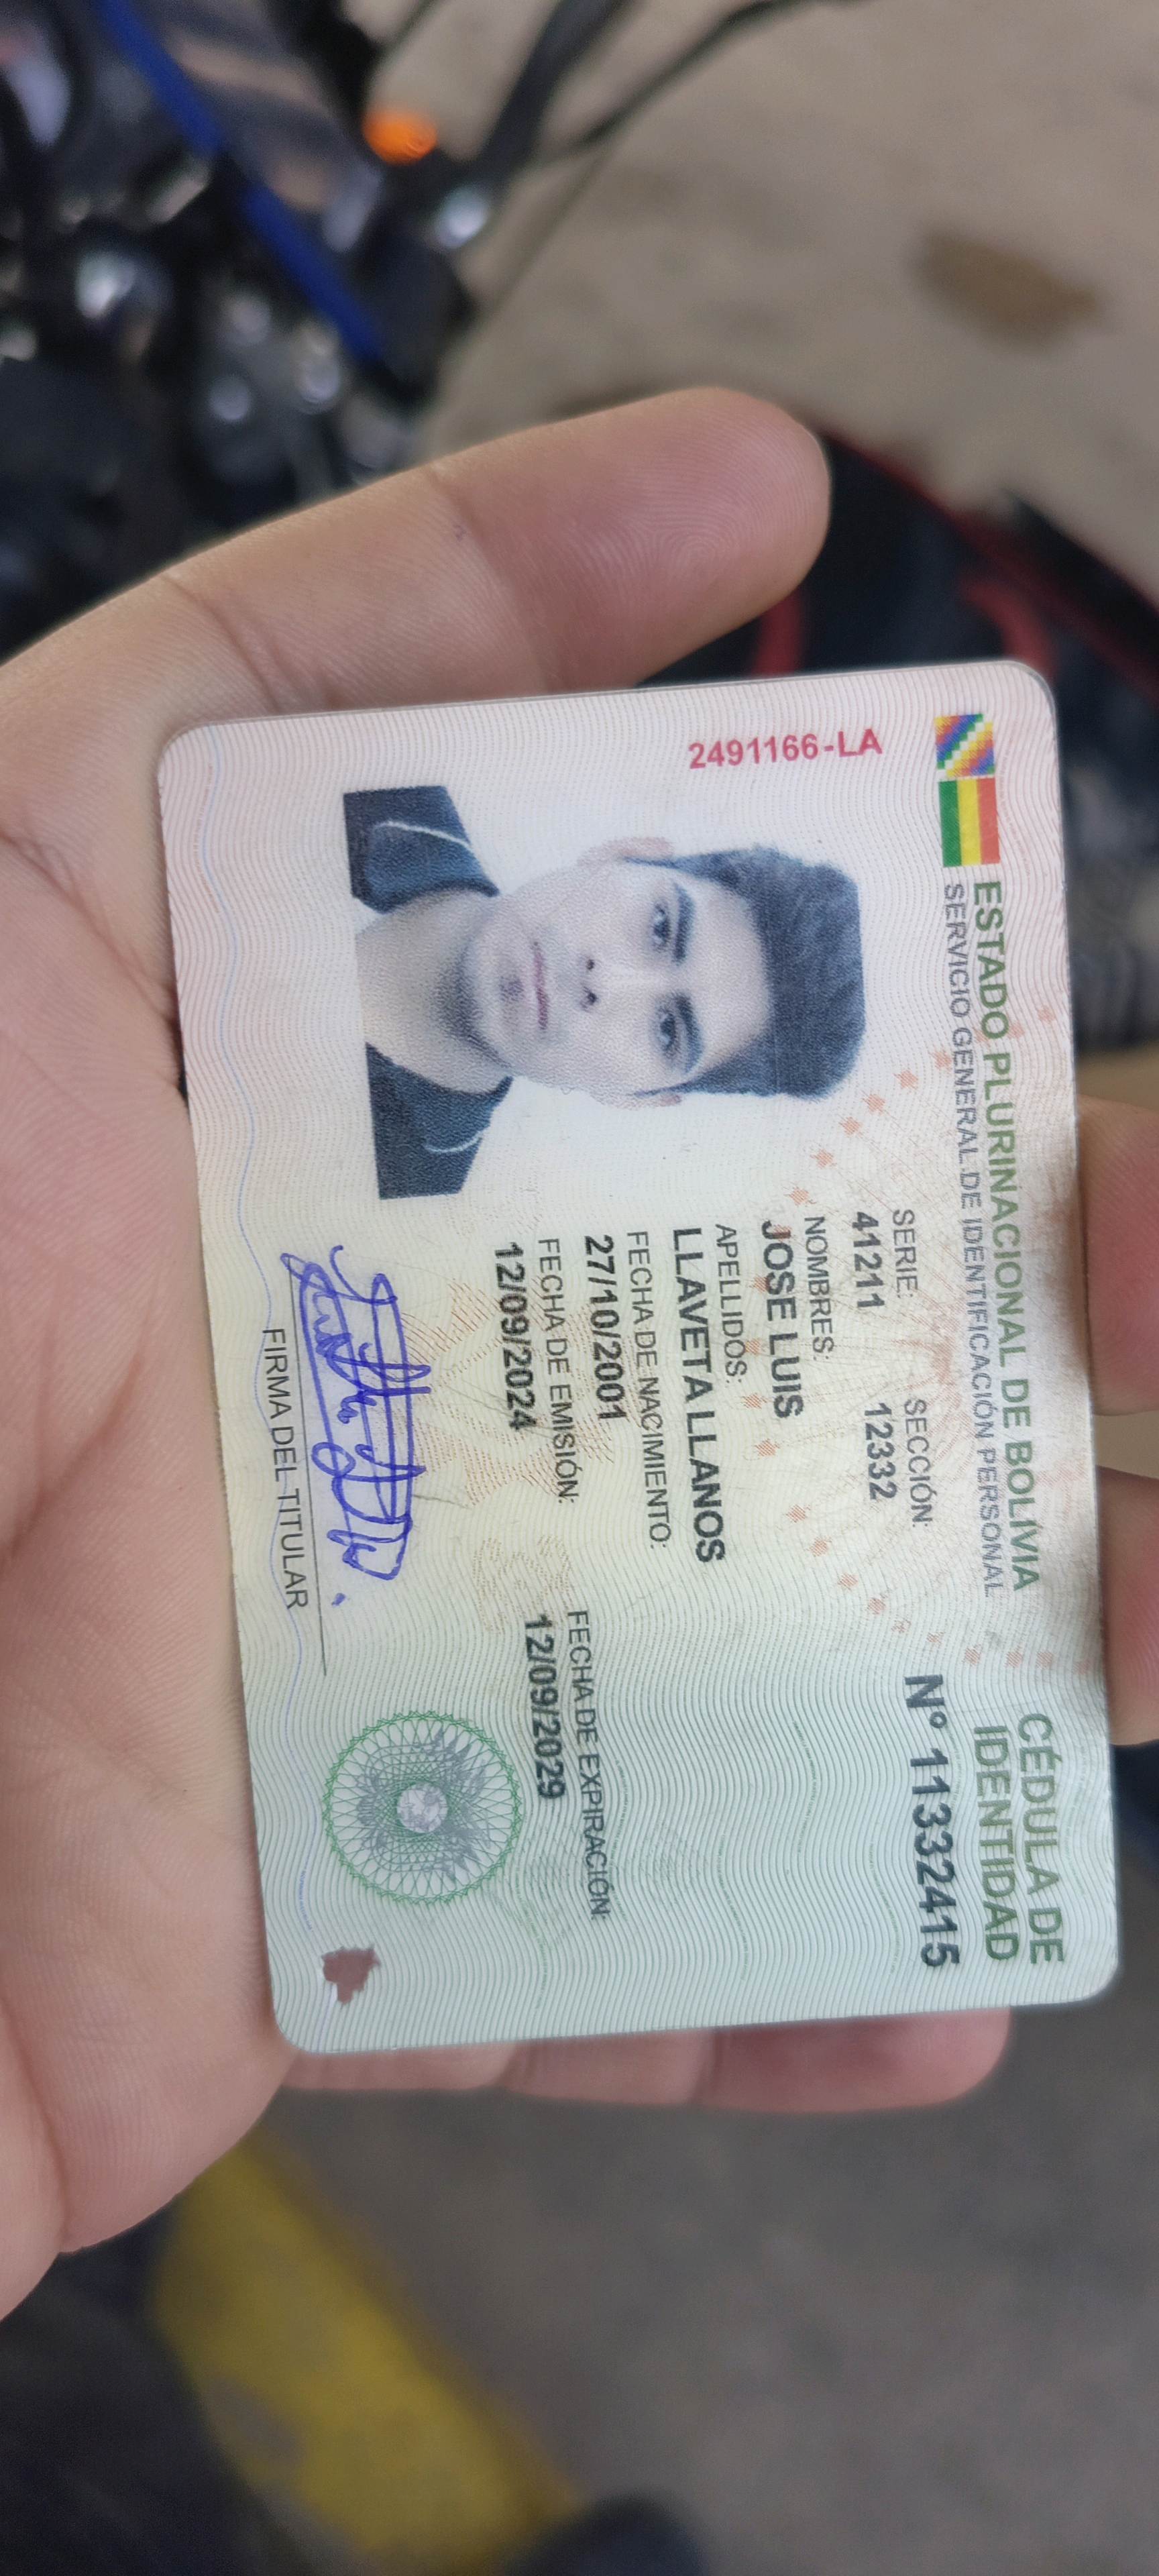 ESTADO PLURINACIONAL DE BOLIVIA
SERVICIO GENERAL DE IDENTIFICACIÓN PERSONAL
CÉDULA DE
IDENTIDAD
2491166-LA
SERIE: SECCIÓN:
41211 12332
Nº 11332415
NOMBRES:
JOSE LUIS
APELLIDOS:
LLAVETA LLANOS
FECHA DE NACIMIENTO:
27/10/2001
FECHA DE EMISIÓN: FECHA DE EXPIRACIÓN:
12/09/2024 12/09/2029
FIRMA DEL TITULAR